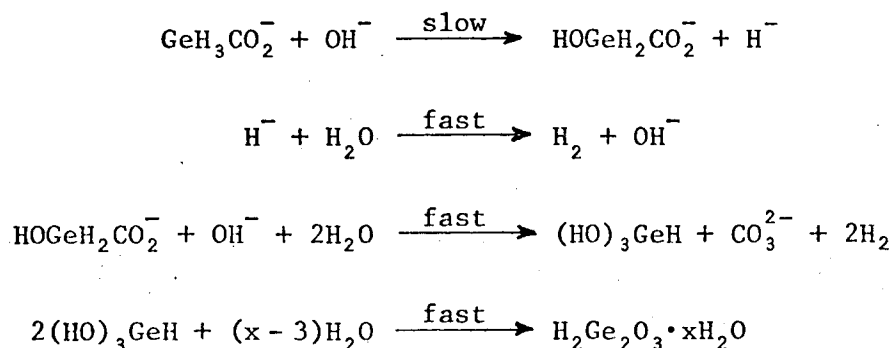 GeH₃CO₂⁻ + OH⁻ slow→ HOGeH₂CO₂⁻ + H⁻
H⁻ + H₂O fast→ H₂ + OH⁻
HOGeH₂CO₂⁻ + OH⁻ + 2H₂O fast→ (HO)₃GeH + CO₃²⁻ + 2H₂
2(HO)₃GeH + (x - 3)H₂O fast→ H₂Ge₂O₃·xH₂O